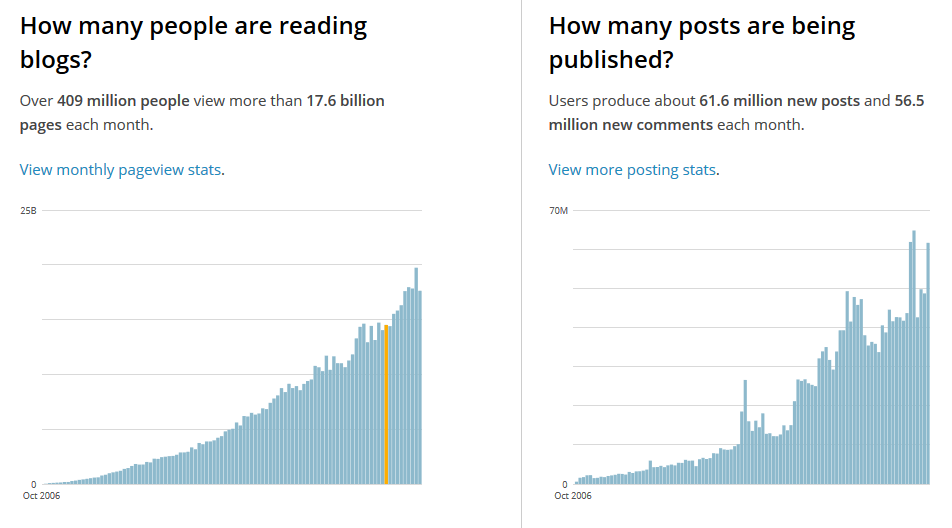 How many people are reading
blogs?
Over 409 million people view more than 17.6 billion
pages each month.
View monthly pageview stats.
25B
0
Oct 2006
How many posts are being
published?
Users produce about 61.6 million new posts and 56.5
million new comments each month.
View more posting stats.
70M
0
Oct 2006